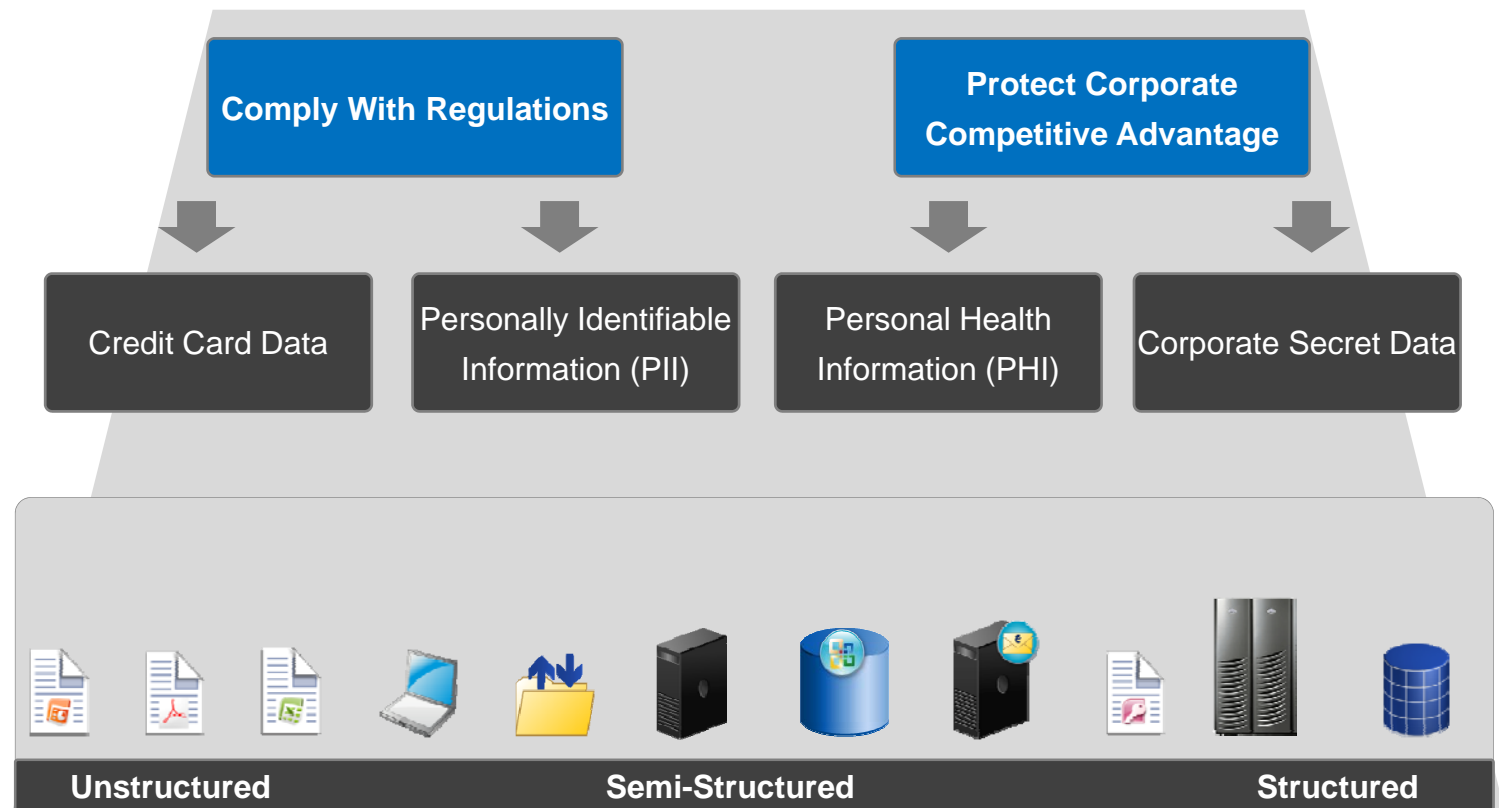 Comply With Regulations
Protect Corporate
Competitive Advantage
Credit Card Data
Personally Identifiable
Information (PII)
Personal Health
Information (PHI)
Corporate Secret Data
Unstructured
Semi-Structured
Structured